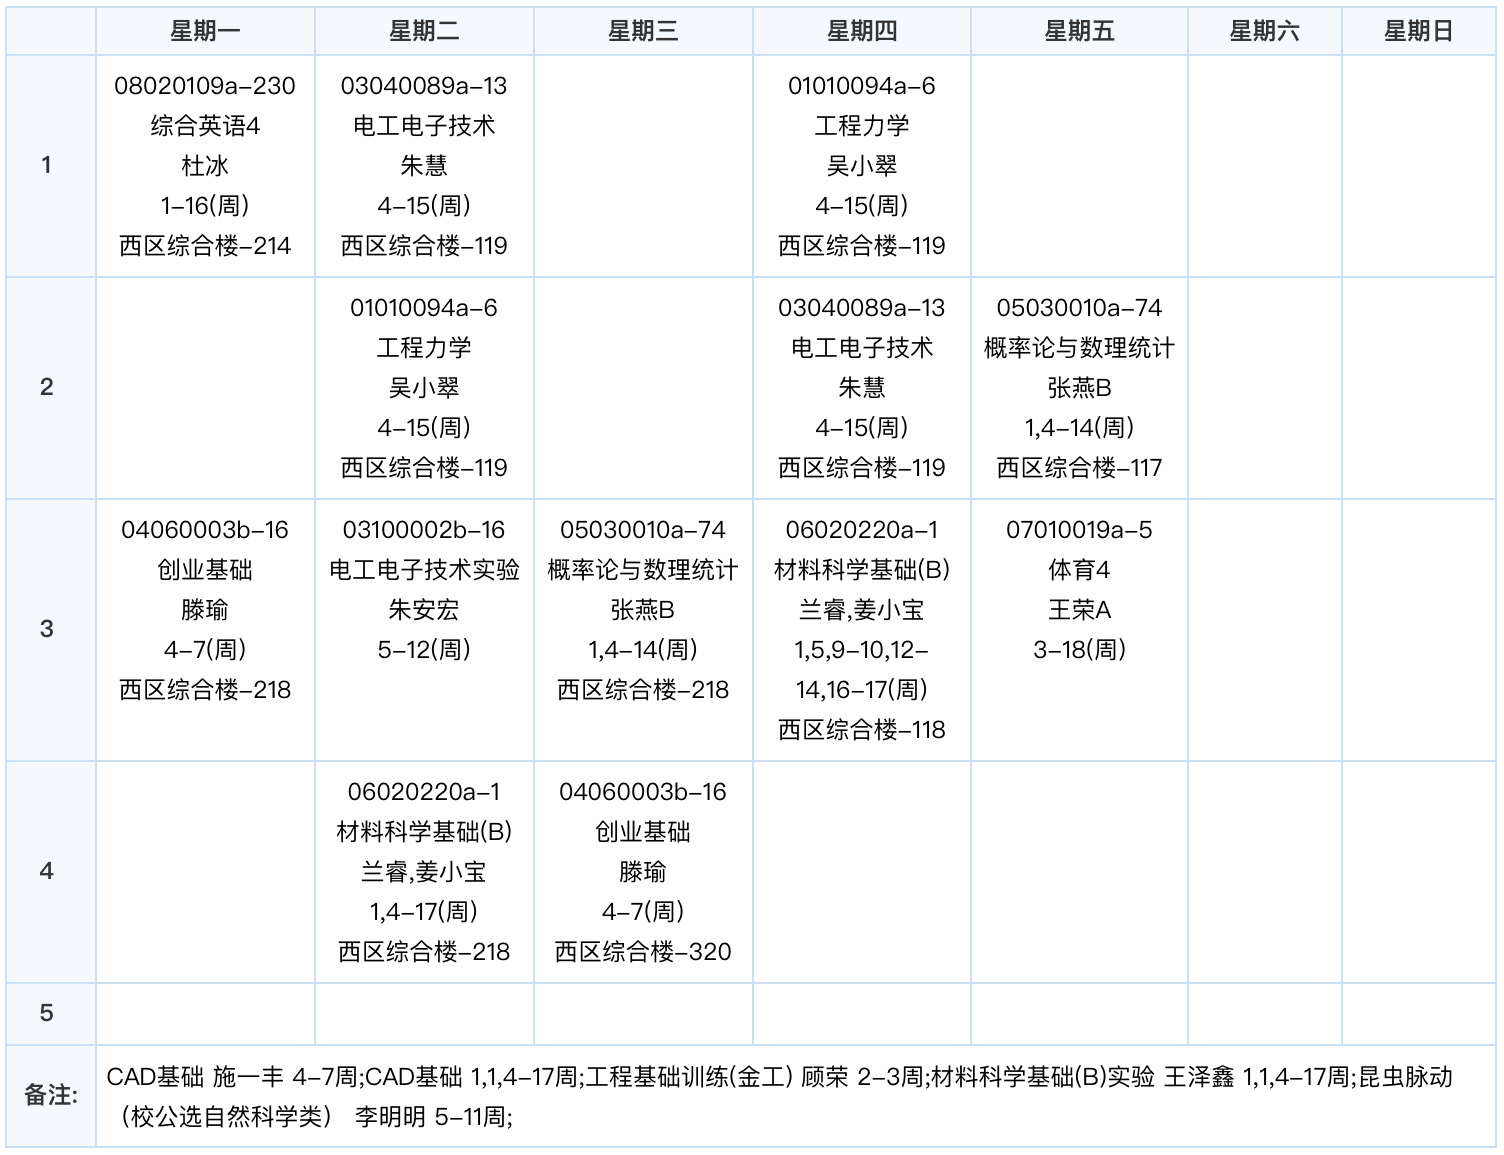 星期一
星期二
星期三
星期四
星期五
星期六
星期日
1
08020109a-230
综合英语4
杜冰
1-16(周)
西区综合楼-214
03040089a-13
电工电子技术
朱慧
4-15(周)
西区综合楼-119
01010094a-6
工程力学
吴小翠
4-15(周)
西区综合楼-119
2
01010094a-6
工程力学
吴小翠
4-15(周)
西区综合楼-119
03040089a-13
电工电子技术
朱慧
4-15(周)
西区综合楼-119
05030010a-74
概率论与数理统计
张燕B
1,4-14(周)
西区综合楼-117
3
04060003b-16
创业基础
滕瑜
4-7(周)
西区综合楼-218
03100002b-16
电工电子技术实验
朱安宏
5-12(周)
05030010a-74
概率论与数理统计
张燕B
1,4-14(周)
西区综合楼-218
06020220a-1
材料科学基础(B)
兰睿,姜小宝
1,5,9-10,12-
14,16-17(周)
西区综合楼-118
07010019a-5
体育4
王荣A
3-18(周)
4
06020220a-1
材料科学基础(B)
兰睿,姜小宝
1,4-17(周)
西区综合楼-218
04060003b-16
创业基础
滕瑜
4-7(周)
西区综合楼-320
5
备注:
CAD基础 施一丰 4-7周;CAD基础 1,1,4-17周;工程基础训练(金工) 顾荣 2-3周;材料科学基础(B)实验 王泽鑫 1,1,4-17周;昆虫脉动
（校公选自然科学类） 李明明 5-11周;